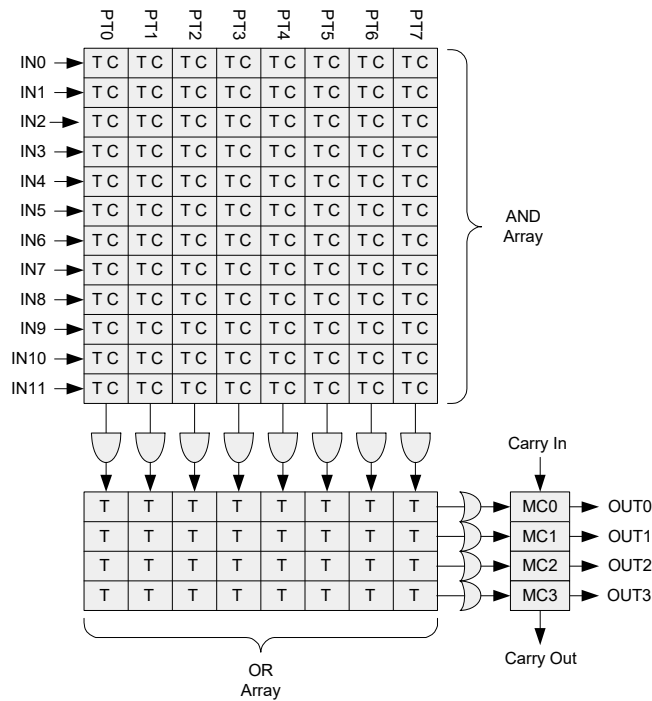 PT0 PT1 PT2 PT3 PT4 PT5 PT6 PT7
IN0 T C T C T C T C T C T C T C T C
IN1 T C T C T C T C T C T C T C T C
IN2 T C T C T C T C T C T C T C T C
IN3 T C T C T C T C T C T C T C T C
IN4 T C T C T C T C T C T C T C T C
IN5 T C T C T C T C T C T C T C T C
IN6 T C T C T C T C T C T C T C T C
IN7 T C T C T C T C T C T C T C T C
IN8 T C T C T C T C T C T C T C T C
IN9 T C T C T C T C T C T C T C T C
IN10 T C T C T C T C T C T C T C T C
IN11 T C T C T C T C T C T C T C T C
AND
Array
Carry In
T T T T T T T T MC0 OUT0
T T T T T T T T MC1 OUT1
T T T T T T T T MC2 OUT2
T T T T T T T T MC3 OUT3
Carry Out
OR
Array